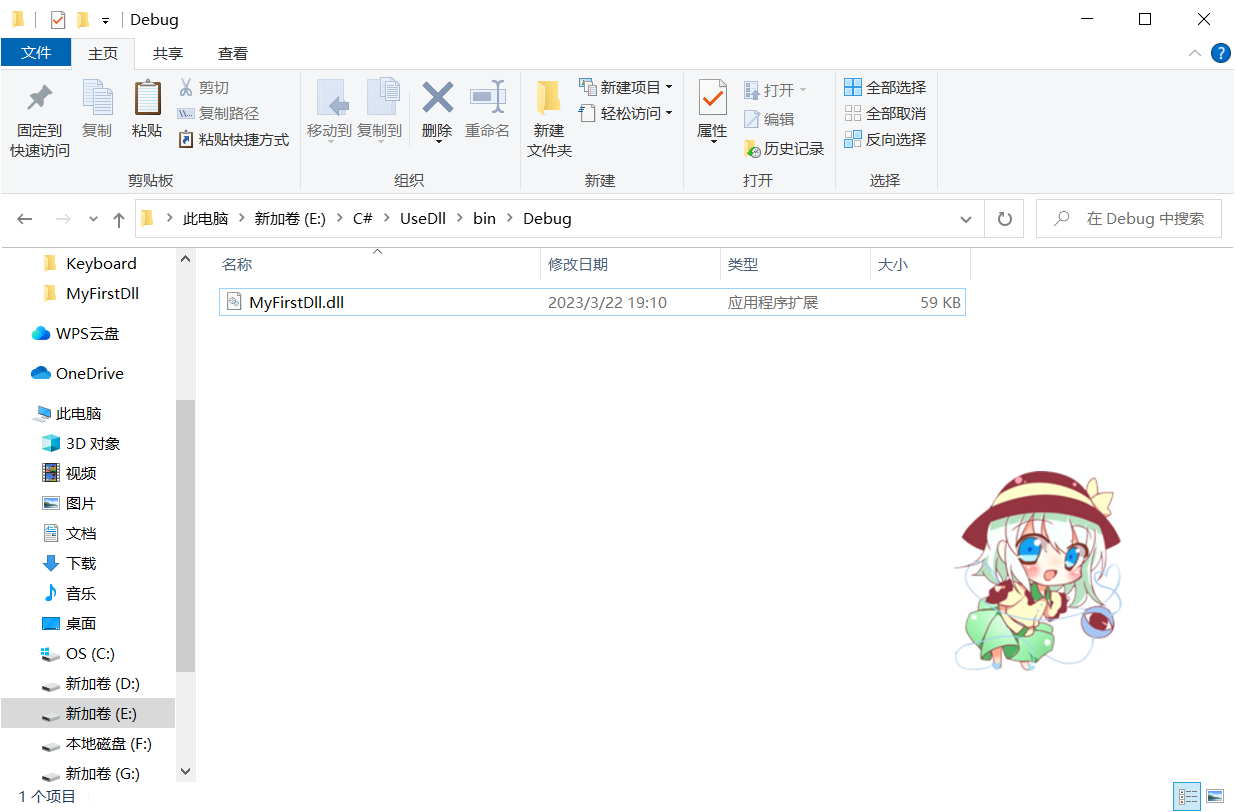 Debug
文件 主页 共享 查看
固定到
快速访问
复制
粘贴
剪切
复制路径
粘贴快捷方式
剪贴板
移动到
复制到
删除
重命名
组织
新建
文件夹
新建项目
轻松访问
新建
属性
打开
编辑
历史记录
打开
全部选择
全部取消
反向选择
选择
此电脑 新加卷 (E:) C# UseDll bin Debug
在 Debug 中搜索
Keyboard
MyFirstDll
WPS云盘
OneDrive
此电脑
3D 对象
视频
图片
文档
下载
音乐
桌面
OS (C:)
新加卷 (D:)
新加卷 (E:)
本地磁盘 (F:)
新加卷 (G:)
名称 修改日期 类型 大小
MyFirstDll.dll 2023/3/22 19:10 应用程序扩展 59 KB
1 个项目